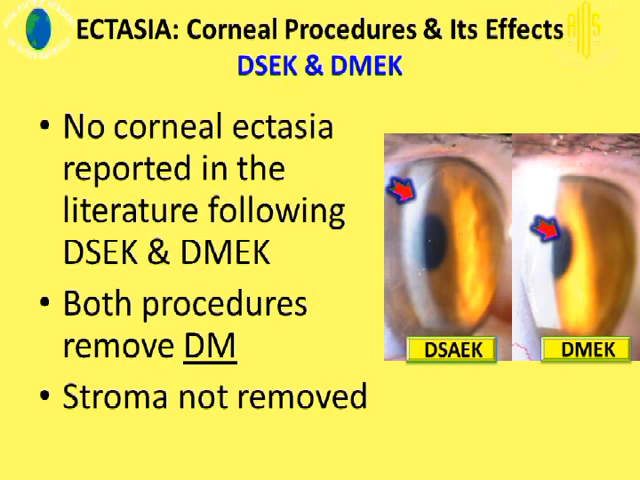 ECTASIA: Corneal Procedures & Its Effects
DSEK & DMEK
• No corneal ectasia
reported in the
literature following
DSEK & DMEK
• Both procedures
remove DM
• Stroma not removed
DSAEK
DMEK